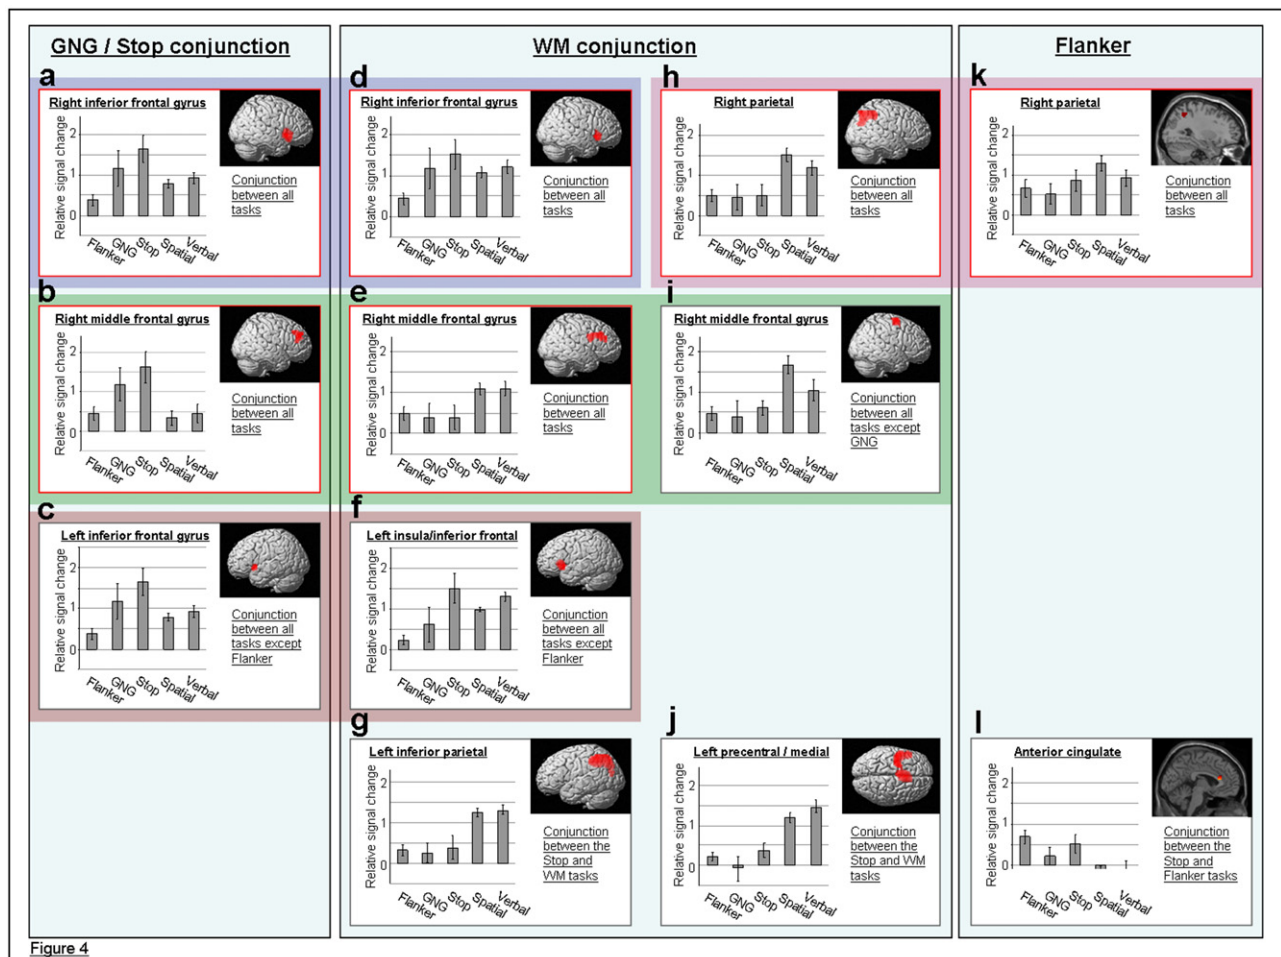 GNG / Stop conjunction
WM conjunction
Flanker
a
Right inferior frontal gyrus
Relative signal change
2
1
0
Flanker
GNG
Stop
Spatial
Verbal
Conjunction
between all
tasks
d
Right inferior frontal gyrus
Relative signal change
2
1
0
Flanker
GNG
Stop
Spatial
Verbal
Conjunction
between all
tasks
h
Right parietal
Relative signal change
2
1
0
Flanker
GNG
Stop
Spatial
Verbal
Conjunction
between all
tasks
k
Right parietal
Relative signal change
2
1
0
Flanker
GNG
Stop
Spatial
Verbal
Conjunction
between all
tasks
b
Right middle frontal gyrus
Relative signal change
2
1
0
Flanker
GNG
Stop
Spatial
Verbal
Conjunction
between all
tasks
e
Right middle frontal gyrus
Relative signal change
2
1
0
Flanker
GNG
Stop
Spatial
Verbal
Conjunction
between all
tasks
i
Right middle frontal gyrus
Relative signal change
2
1
0
Flanker
GNG
Stop
Spatial
Verbal
Conjunction
between all
tasks except
GNG
c
Left inferior frontal gyrus
Relative signal change
2
1
0
Flanker
GNG
Stop
Spatial
Verbal
Conjunction
between all
tasks except
Flanker
f
Left insula/inferior frontal
Relative signal change
2
1
0
Flanker
GNG
Stop
Spatial
Verbal
Conjunction
between all
tasks except
Flanker
g
Left inferior parietal
Relative signal change
2
1
0
Flanker
GNG
Stop
Spatial
Verbal
Conjunction
between the
Stop and
WM tasks
j
Left precentral / medial
Relative signal change
2
1
0
Flanker
GNG
Stop
Spatial
Verbal
Conjunction
between the
Stop and WM
tasks
l
Anterior cingulate
Relative signal change
2
1
0
Flanker
GNG
Stop
Spatial
Verbal
Conjunction
between the
Stop and
Flanker tasks
Figure 4